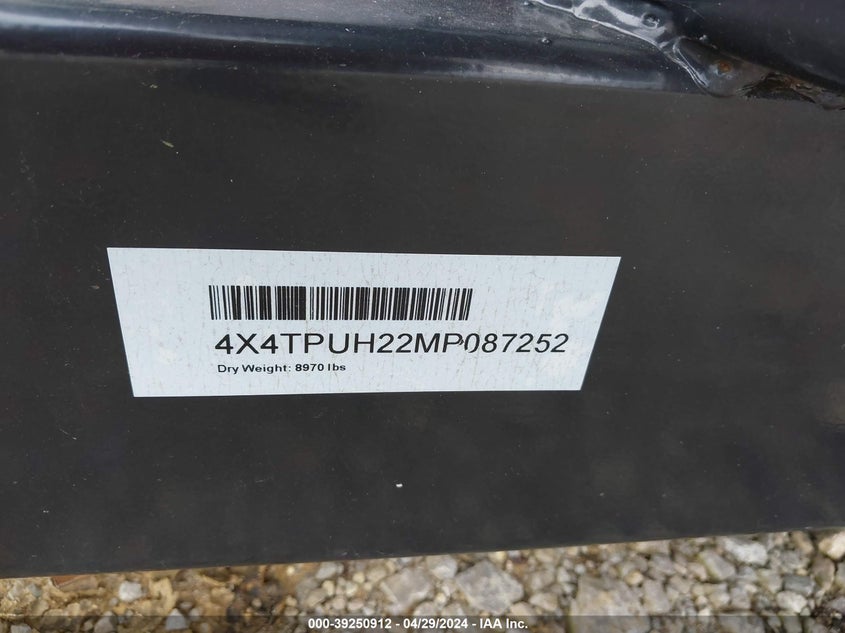 4X4TPUH22MP087252
Dry Weight: 8970 lbs
000-39250912 - 04/29/2024 - IAA Inc.